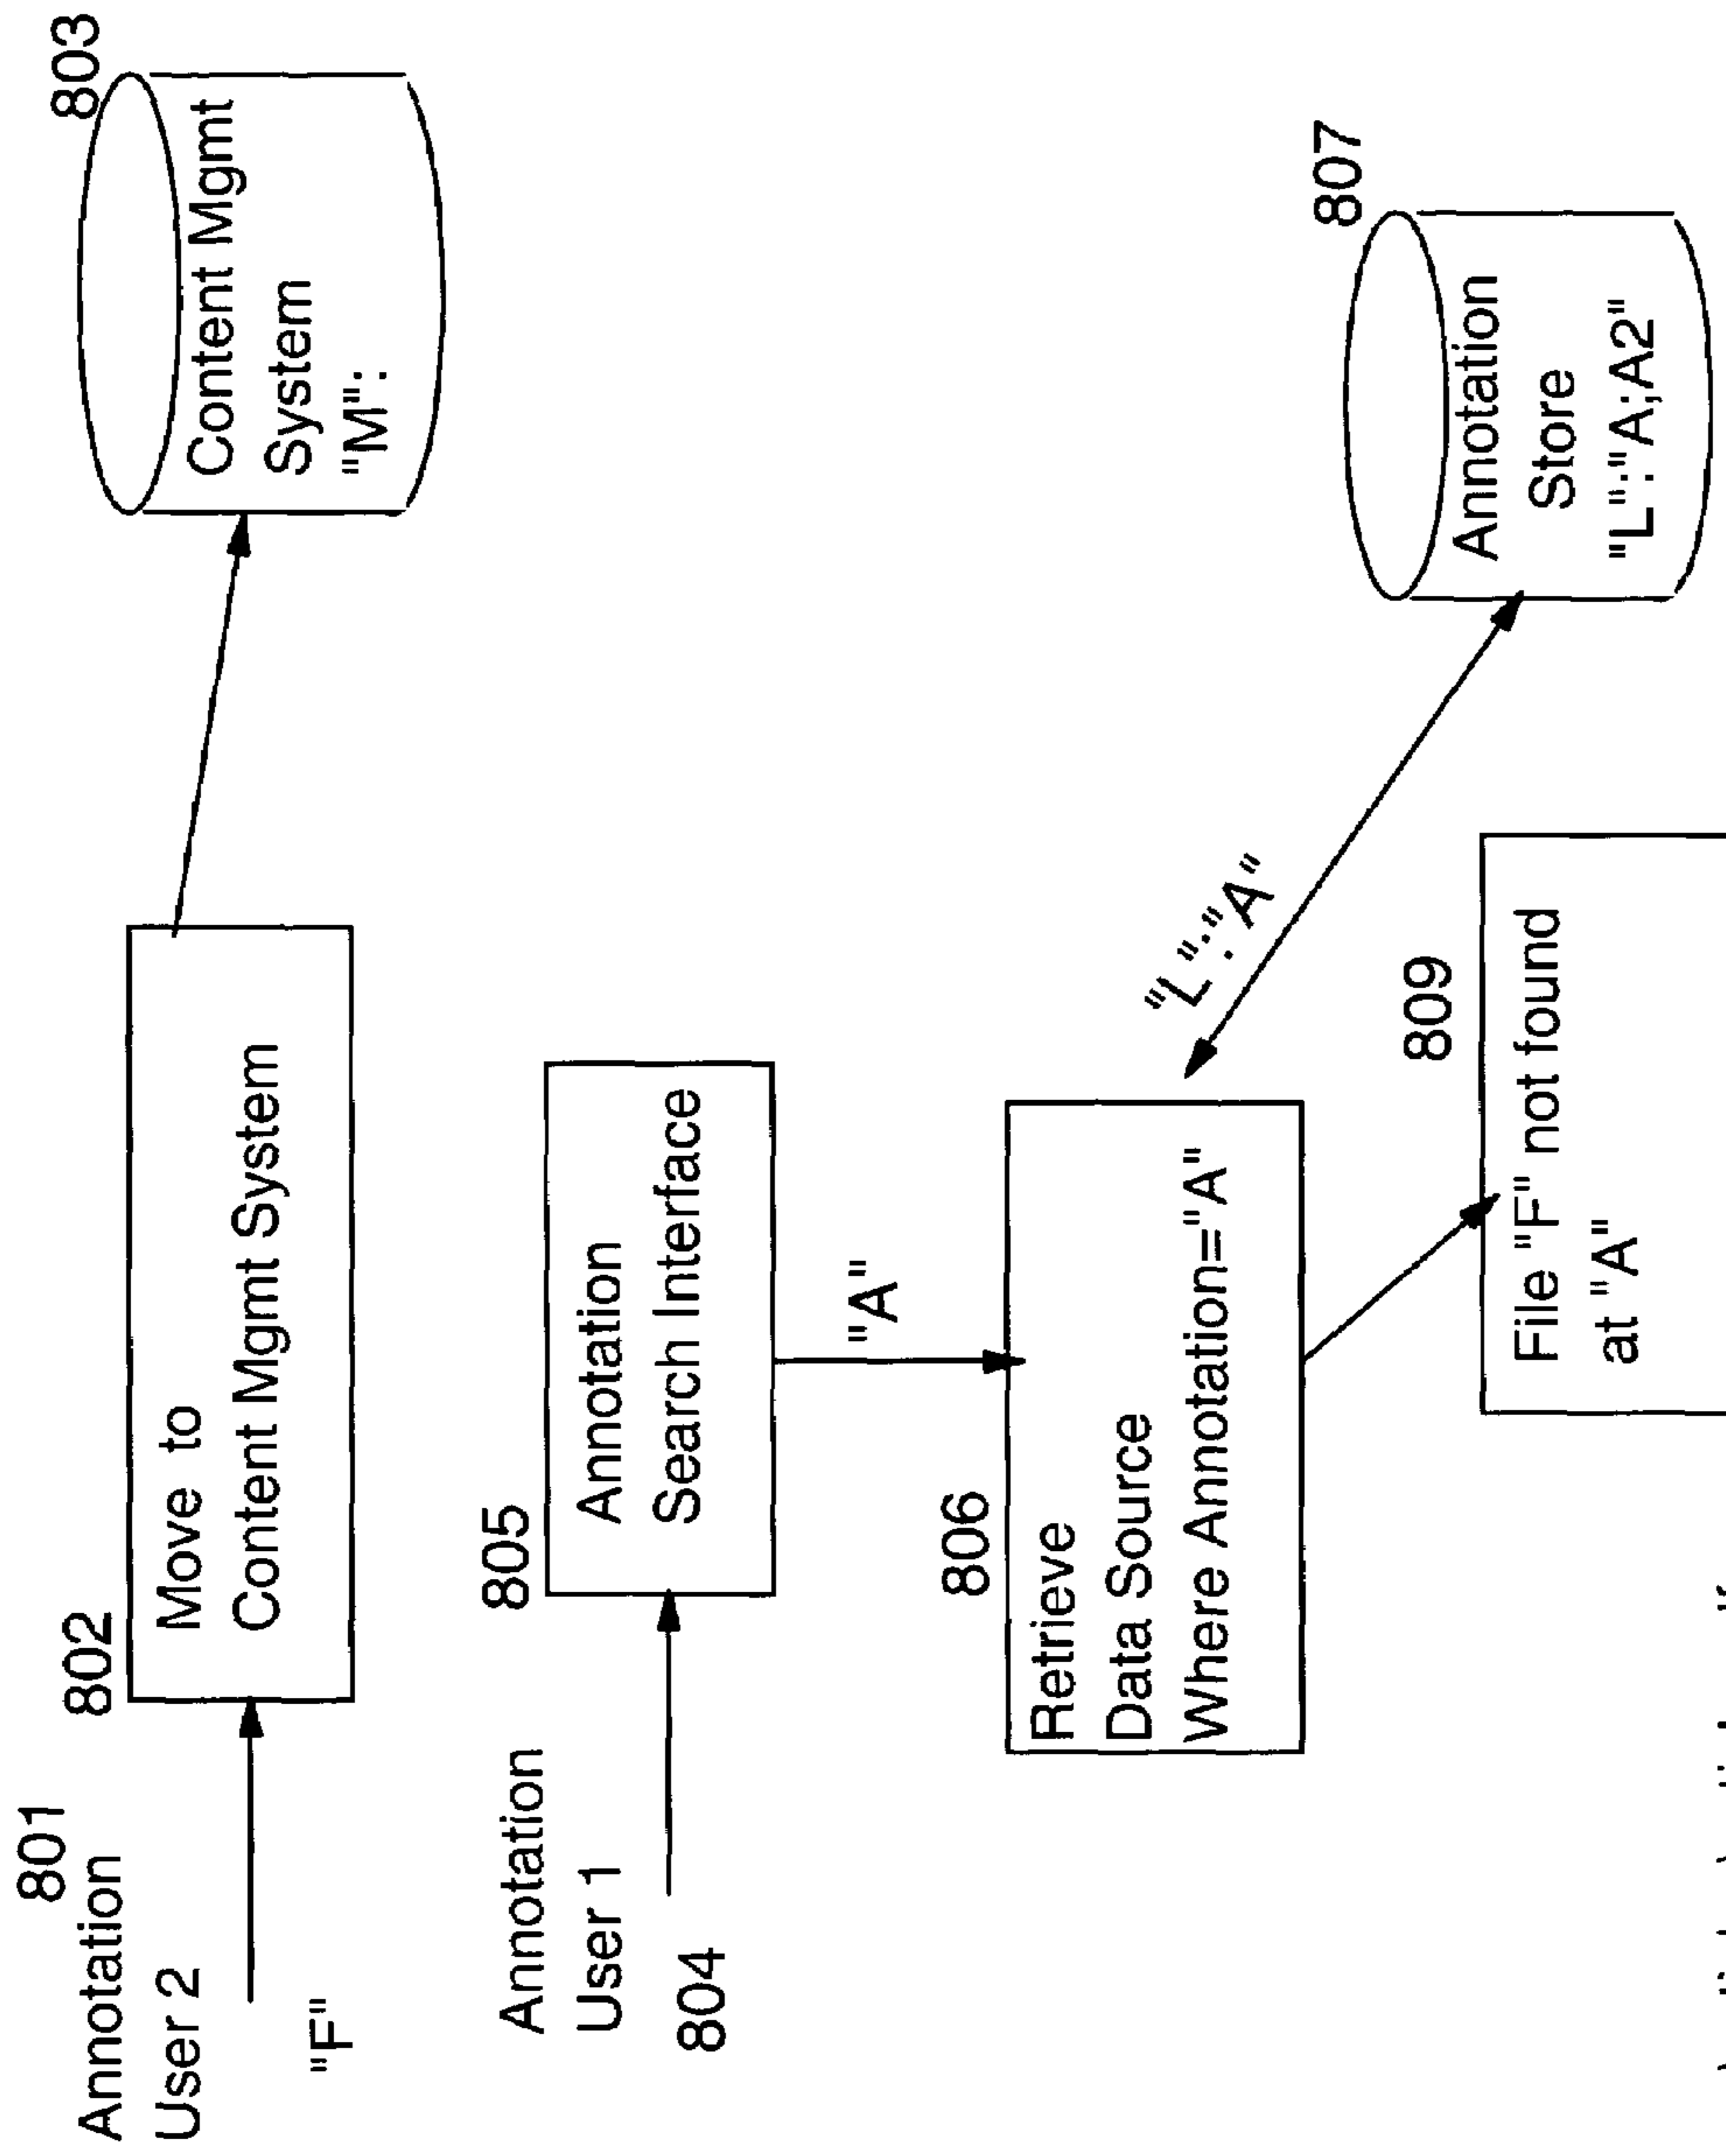 801
Annotation
User 2
"F"
802
Move to
Content Mgmt System
803
Content Mgmt
System
"M":
Annotation
User 1
804
805
Annotation
Search Interface
"A"
806
Retrieve
Data Source
Where Annotation="A"
"L":"A"
807
Annotation
Store
"L":"A;A2"
809
File "F" not found
at "A"